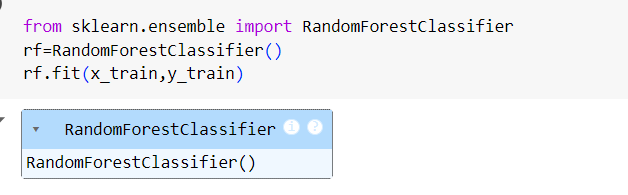 from sklearn.ensemble import RandomForestClassifier
rf=RandomForestClassifier()
rf.fit(x_train,y_train)
RandomForestClassifier i ?
RandomForestClassifier()